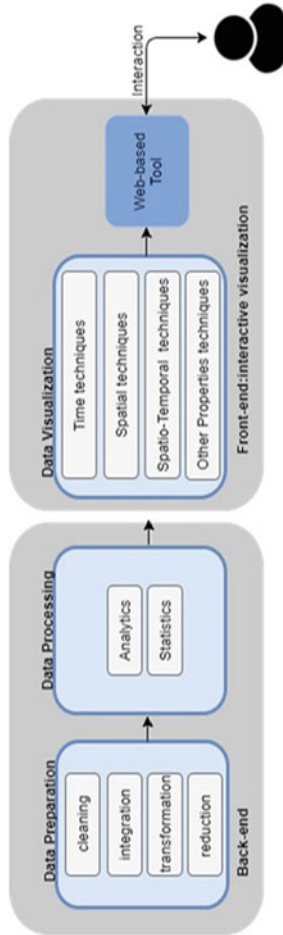 Data Preparation
cleaning
integration
transformation
reduction
Back-end
Data Processing
Analytics
Statistics
Data Visualization
Time techniques
Spatial techniques
Spatio-Temporal techniques
Other Properties techniques
Front-end:interactive visualization
Web-based
Tool
Interaction